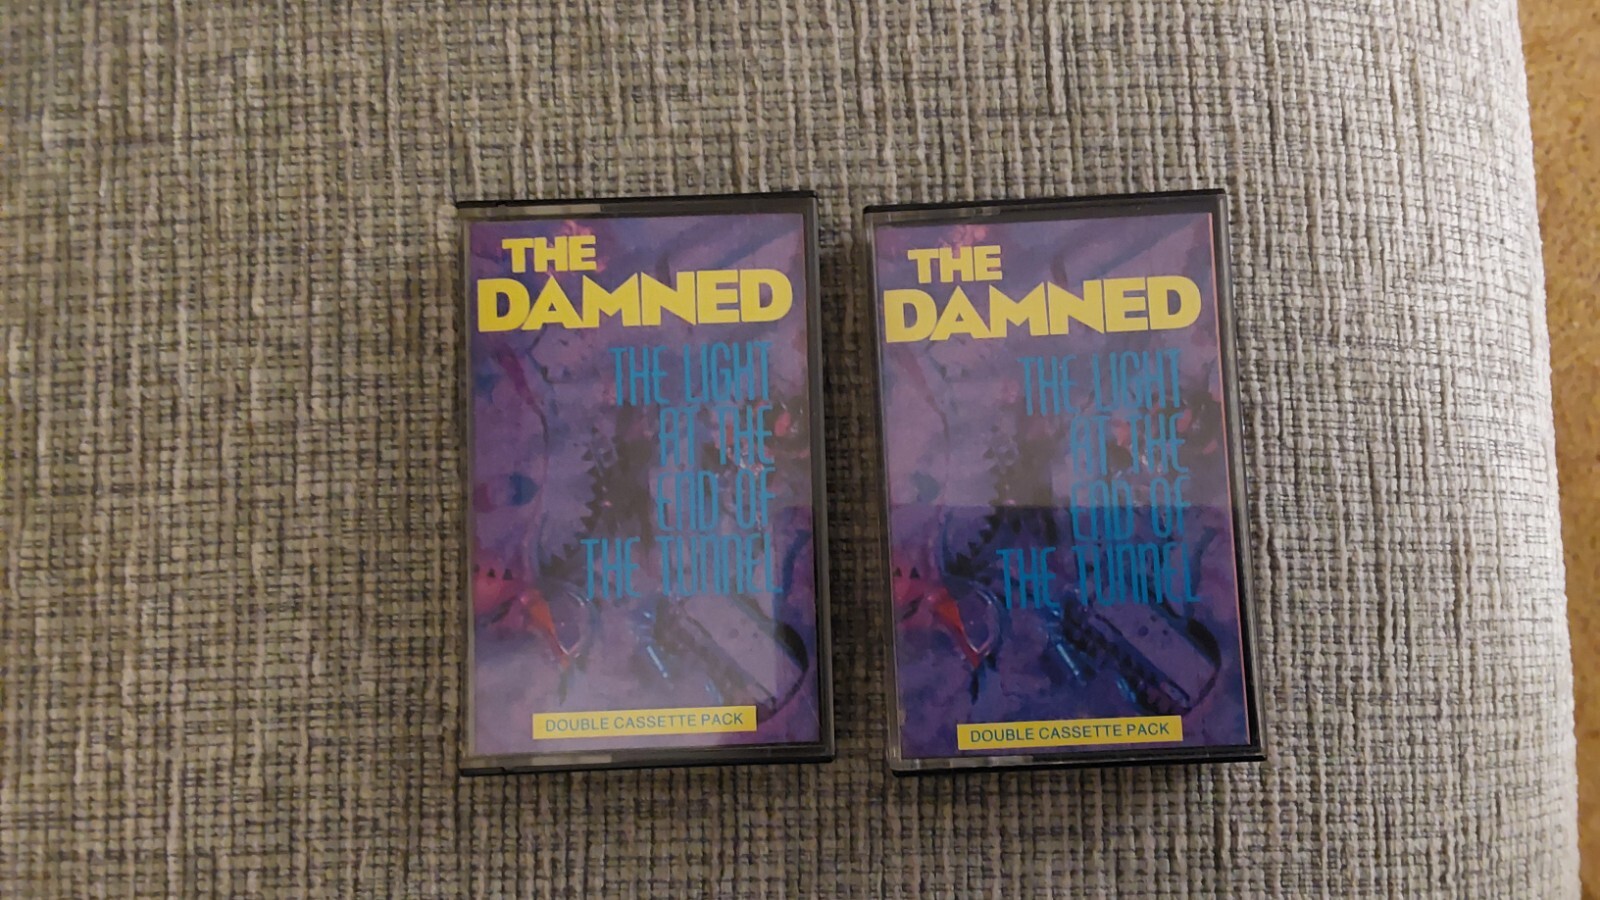 THE
DAMNED
THE LIGHT
AT THE
END OF
THE TUNNEL
DOUBLE CASSETTE PACK
THE
DAMNED
THE LIGHT
AT THE
END OF
THE TUNNEL
DOUBLE CASSETTE PACK